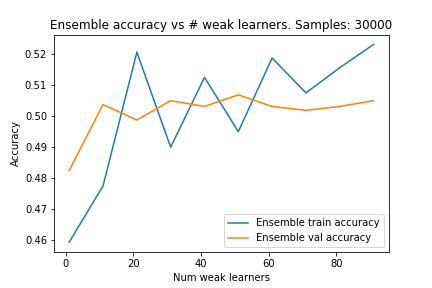 Ensemble accuracy vs # weak learners. Samples: 30000
0.52
0.51
0.50
0.49
0.48
0.47
0.46
Accuracy
0 20 40 60 80
Num weak learners
Ensemble train accuracy
Ensemble val accuracy